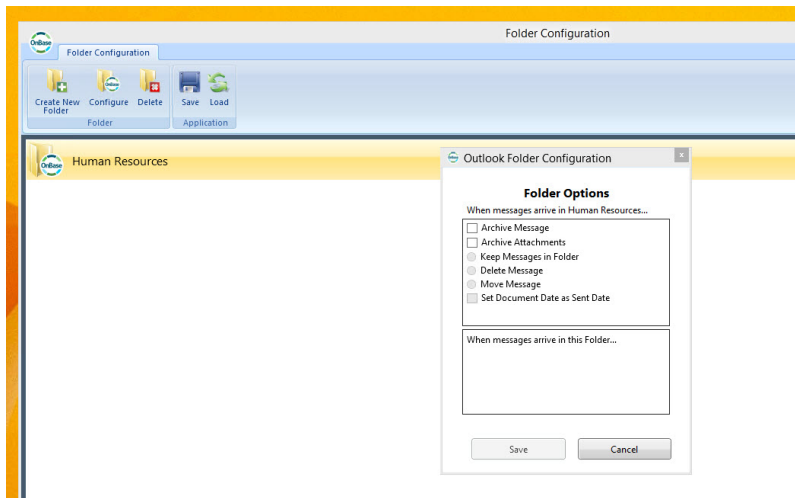 Folder Configuration
OnBase
Folder Configuration
OnBase
Create New
Folder
Configure
Delete
Save
Load
Folder
Application
OnBase
Human Resources
Outlook Folder Configuration
x
Folder Options
When messages arrive in Human Resources...
Archive Message
Archive Attachments
Keep Messages in Folder
Delete Message
Move Message
Set Document Date as Sent Date
When messages arrive in this Folder...
Save
Cancel